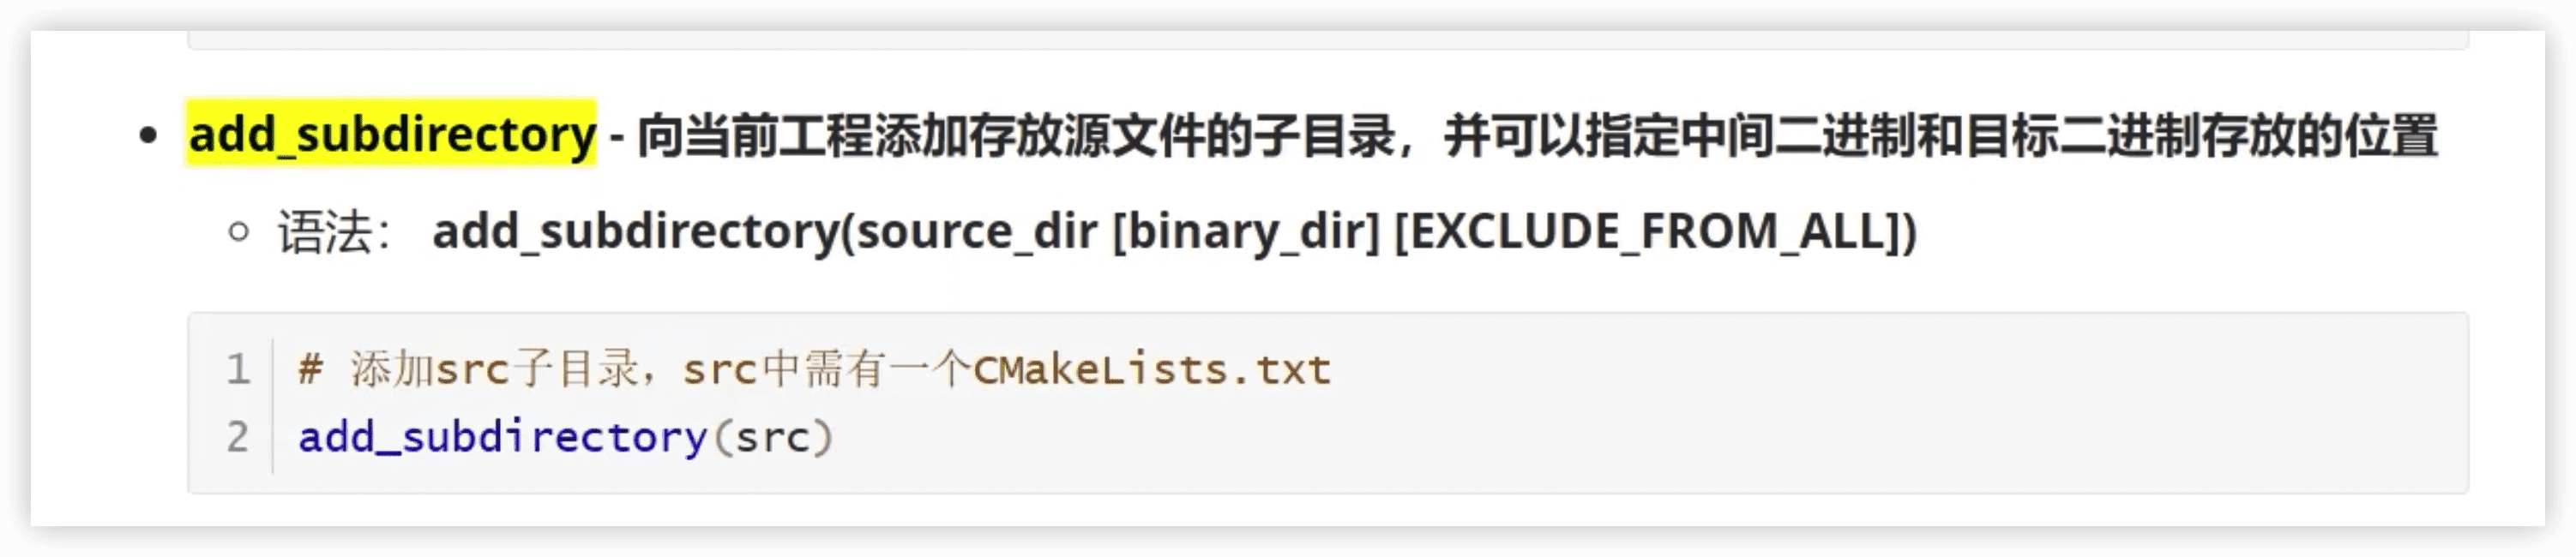 add_subdirectory - 向当前工程添加存放源文件的子目录，并可以指定中间二进制和目标二进制存放的位置
语法： add_subdirectory(source_dir [binary_dir] [EXCLUDE_FROM_ALL])
1 # 添加src子目录，src中需有一个CMakeLists.txt
2 add_subdirectory(src)